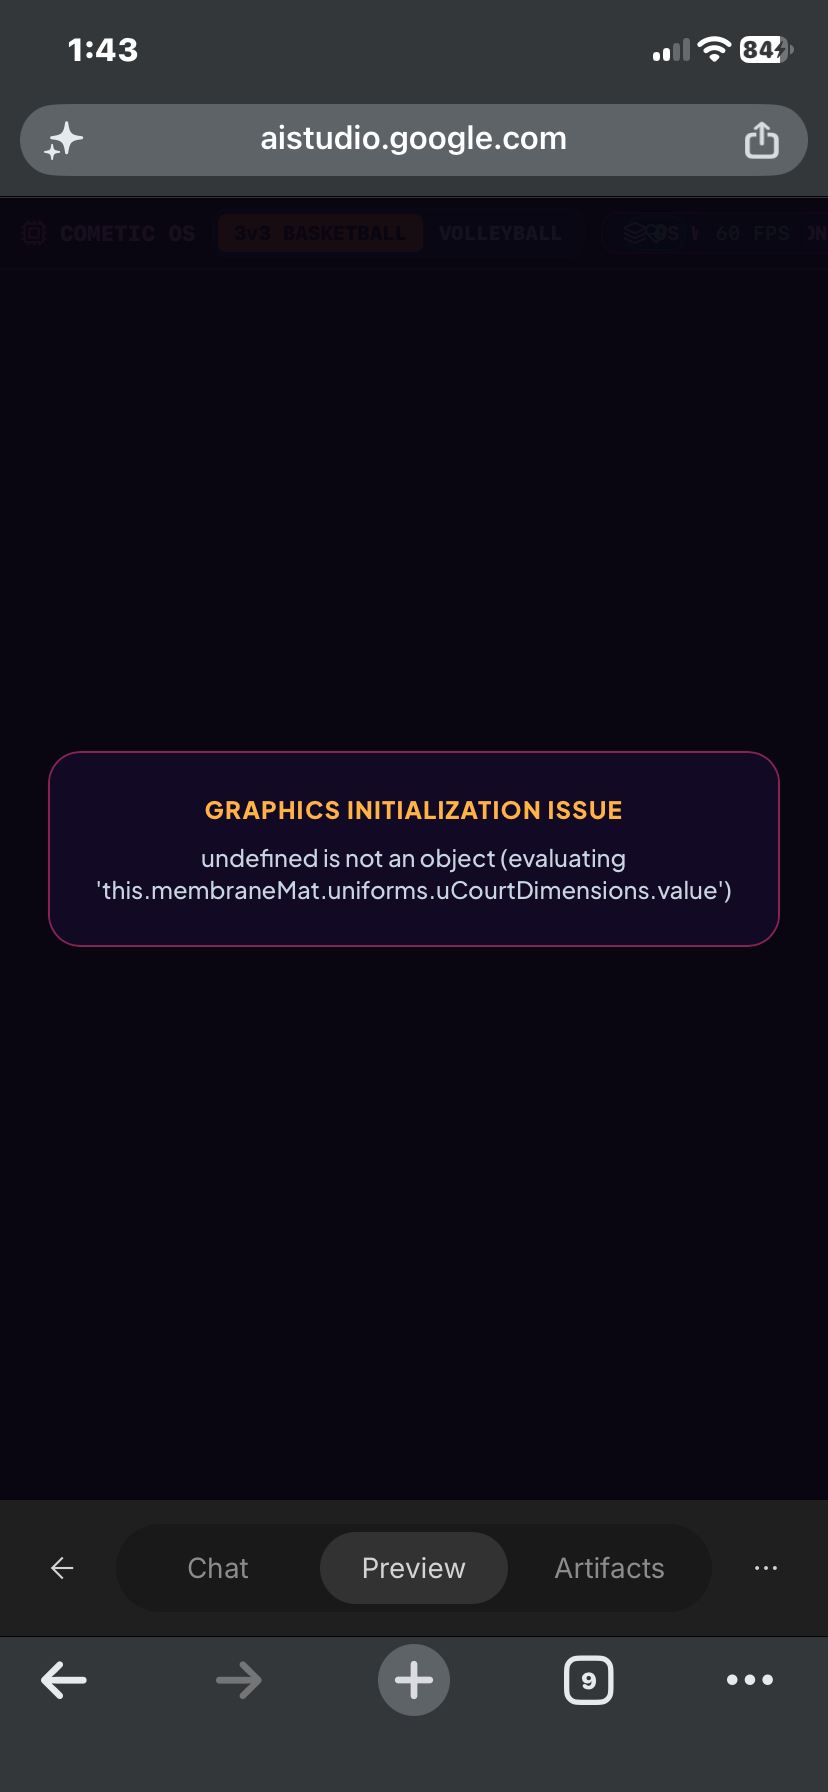 1:43
84
aistudio.google.com
COMETIC OS
3v3 BASKETBALL
VOLLEYBALL
OS
60 FPS
GRAPHICS INITIALIZATION ISSUE
undefined is not an object (evaluating
'this.membraneMat.uniforms.uCourtDimensions.value')
Chat
Preview
Artifacts
9